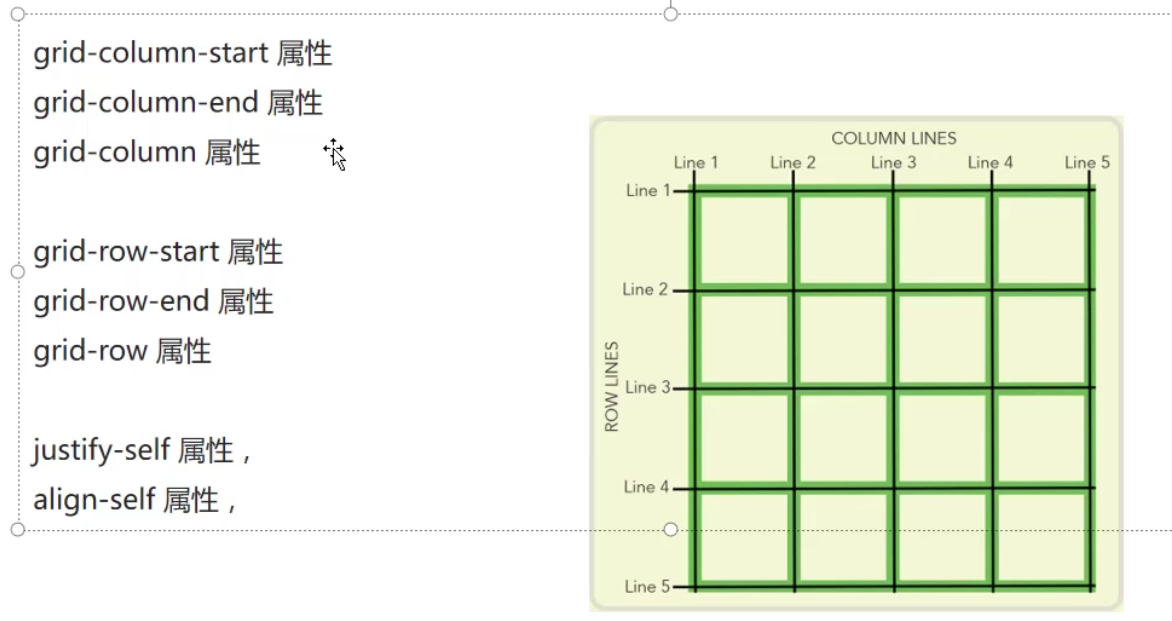 grid-column-start 属性
grid-column-end 属性
grid-column 属性
grid-row-start 属性
grid-row-end 属性
grid-row 属性
justify-self 属性，
align-self 属性，
COLUMN LINES
Line 1 Line 2 Line 3 Line 4 Line 5
ROW LINES
Line 1
Line 2
Line 3
Line 4
Line 5